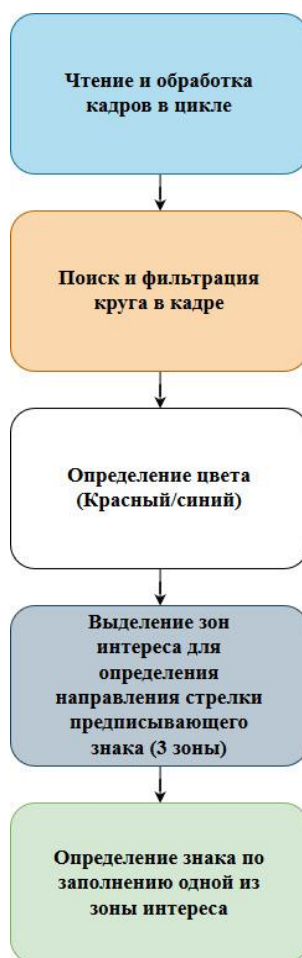 Чтение и обработка
кадров в цикле
Поиск и фильтрация
круга в кадре
Определение цвета
(Красный/синий)
Выделение зон
интереса для
определения
направления стрелки
предписывающего
знака (3 зоны)
Определение знака по
заполнению одной из
зоны интереса